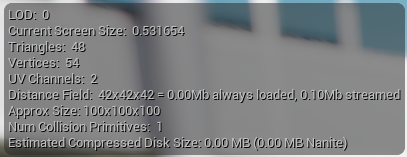 LOD:  0
Current Screen Size:  0.531654
Triangles:  48
Vertices:  54
UV Channels:  2
Distance Field:  42x42x42 = 0.00Mb always loaded, 0.10Mb streamed
Approx Size: 100x100x100
Num Collision Primitives:  1
Estimated Compressed Disk Size: 0.00 MB (0.00 MB Nanite)